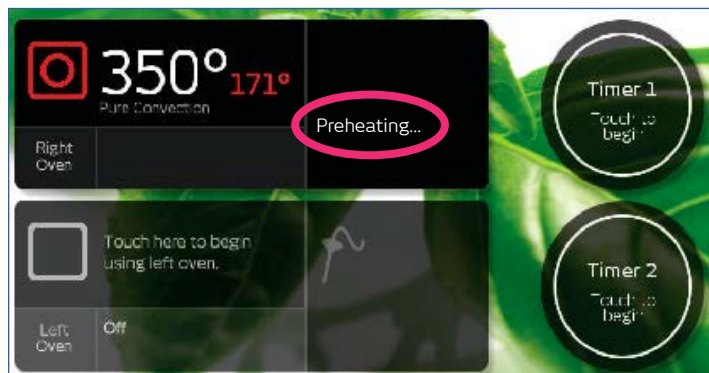 350° 171°
Pure Convection
Preheating...
Right
Oven
Timer 1
Touch to
begin
Touch here to begin
using left oven.
Left
Oven
Off
Timer 2
Touch to
begin